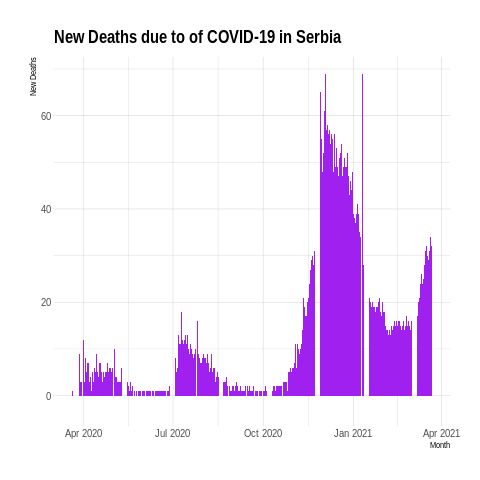 New Deaths due to of COVID-19 in Serbia
New Deaths
60
40
20
0
Apr 2020 Jul 2020 Oct 2020 Jan 2021 Apr 2021
Month